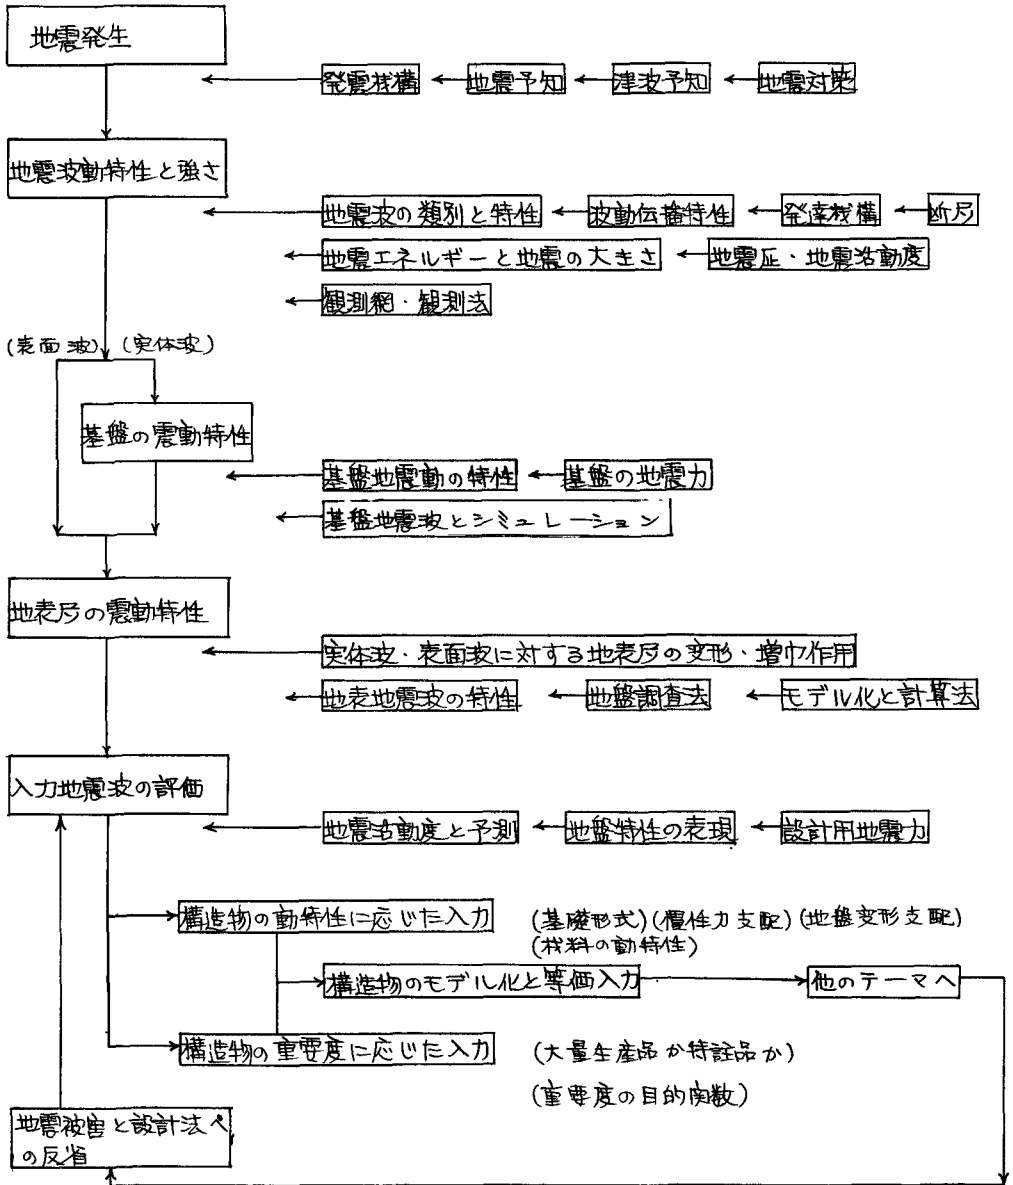 地震発生
発震機構 地震予知 津波予知 地震対策
地震波動特性と強さ
地震波の類別と特性 波動伝播特性 発達機構 断层
地震エネルギーと地震の大きさ 地震圧・地震活動度
観測網・観測法
(表面波) (実体波)
基盤の震動特性
基盤地震動の特性 基盤の地震力
基盤地震波とシミュレーション
地表层の震動特性
実体波・表面波に対する地表层の変形・増巾作用
地表地震波の特性 地盤調査法 モデル化と計算法
入力地震波の評価
地震活動度と予測 地盤特性の表現 設計用地震力
構造物の動特性に応じた入力 (基礎形式)(慣性力支配)(地盤変形支配)
(材料の動特性)
構造物のモデル化と等価入力 他のテーマへ
構造物の重要度に応じた入力 (大量生産品か特註品か)
(重要度の目的関数)
地震被害と設計法へ
の反省